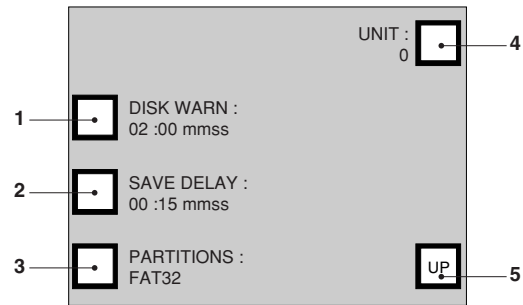 UNIT :
0
4
1
DISK WARN :
02 :00 mmss
2
SAVE DELAY :
00 :15 mmss
3
PARTITIONS :
FAT32
UP
5